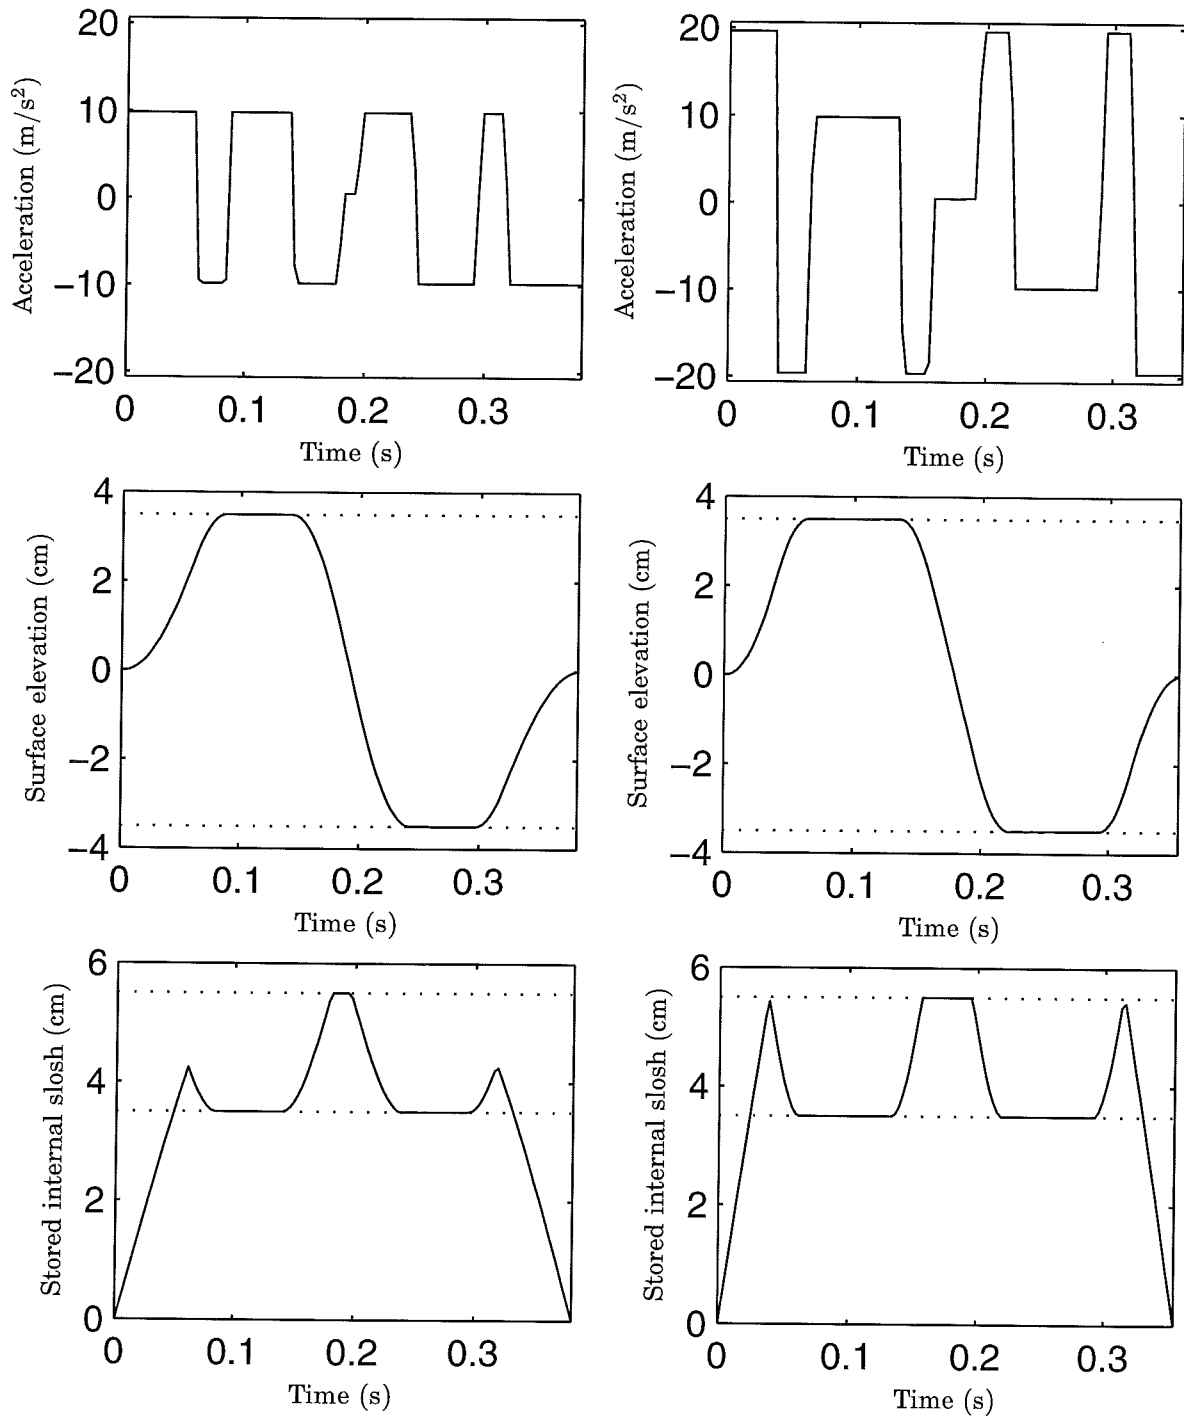 20
10
0
−10
−20
Acceleration (m/s²)
0 0.1 0.2 0.3
Time (s)
20
10
0
−10
−20
Acceleration (m/s²)
0 0.1 0.2 0.3
Time (s)
4
2
0
−2
−4
Surface elevation (cm)
0 0.1 0.2 0.3
Time (s)
4
2
0
−2
−4
Surface elevation (cm)
0 0.1 0.2 0.3
Time (s)
6
4
2
0
Stored internal slosh (cm)
0 0.1 0.2 0.3
Time (s)
6
4
2
0
Stored internal slosh (cm)
0 0.1 0.2 0.3
Time (s)